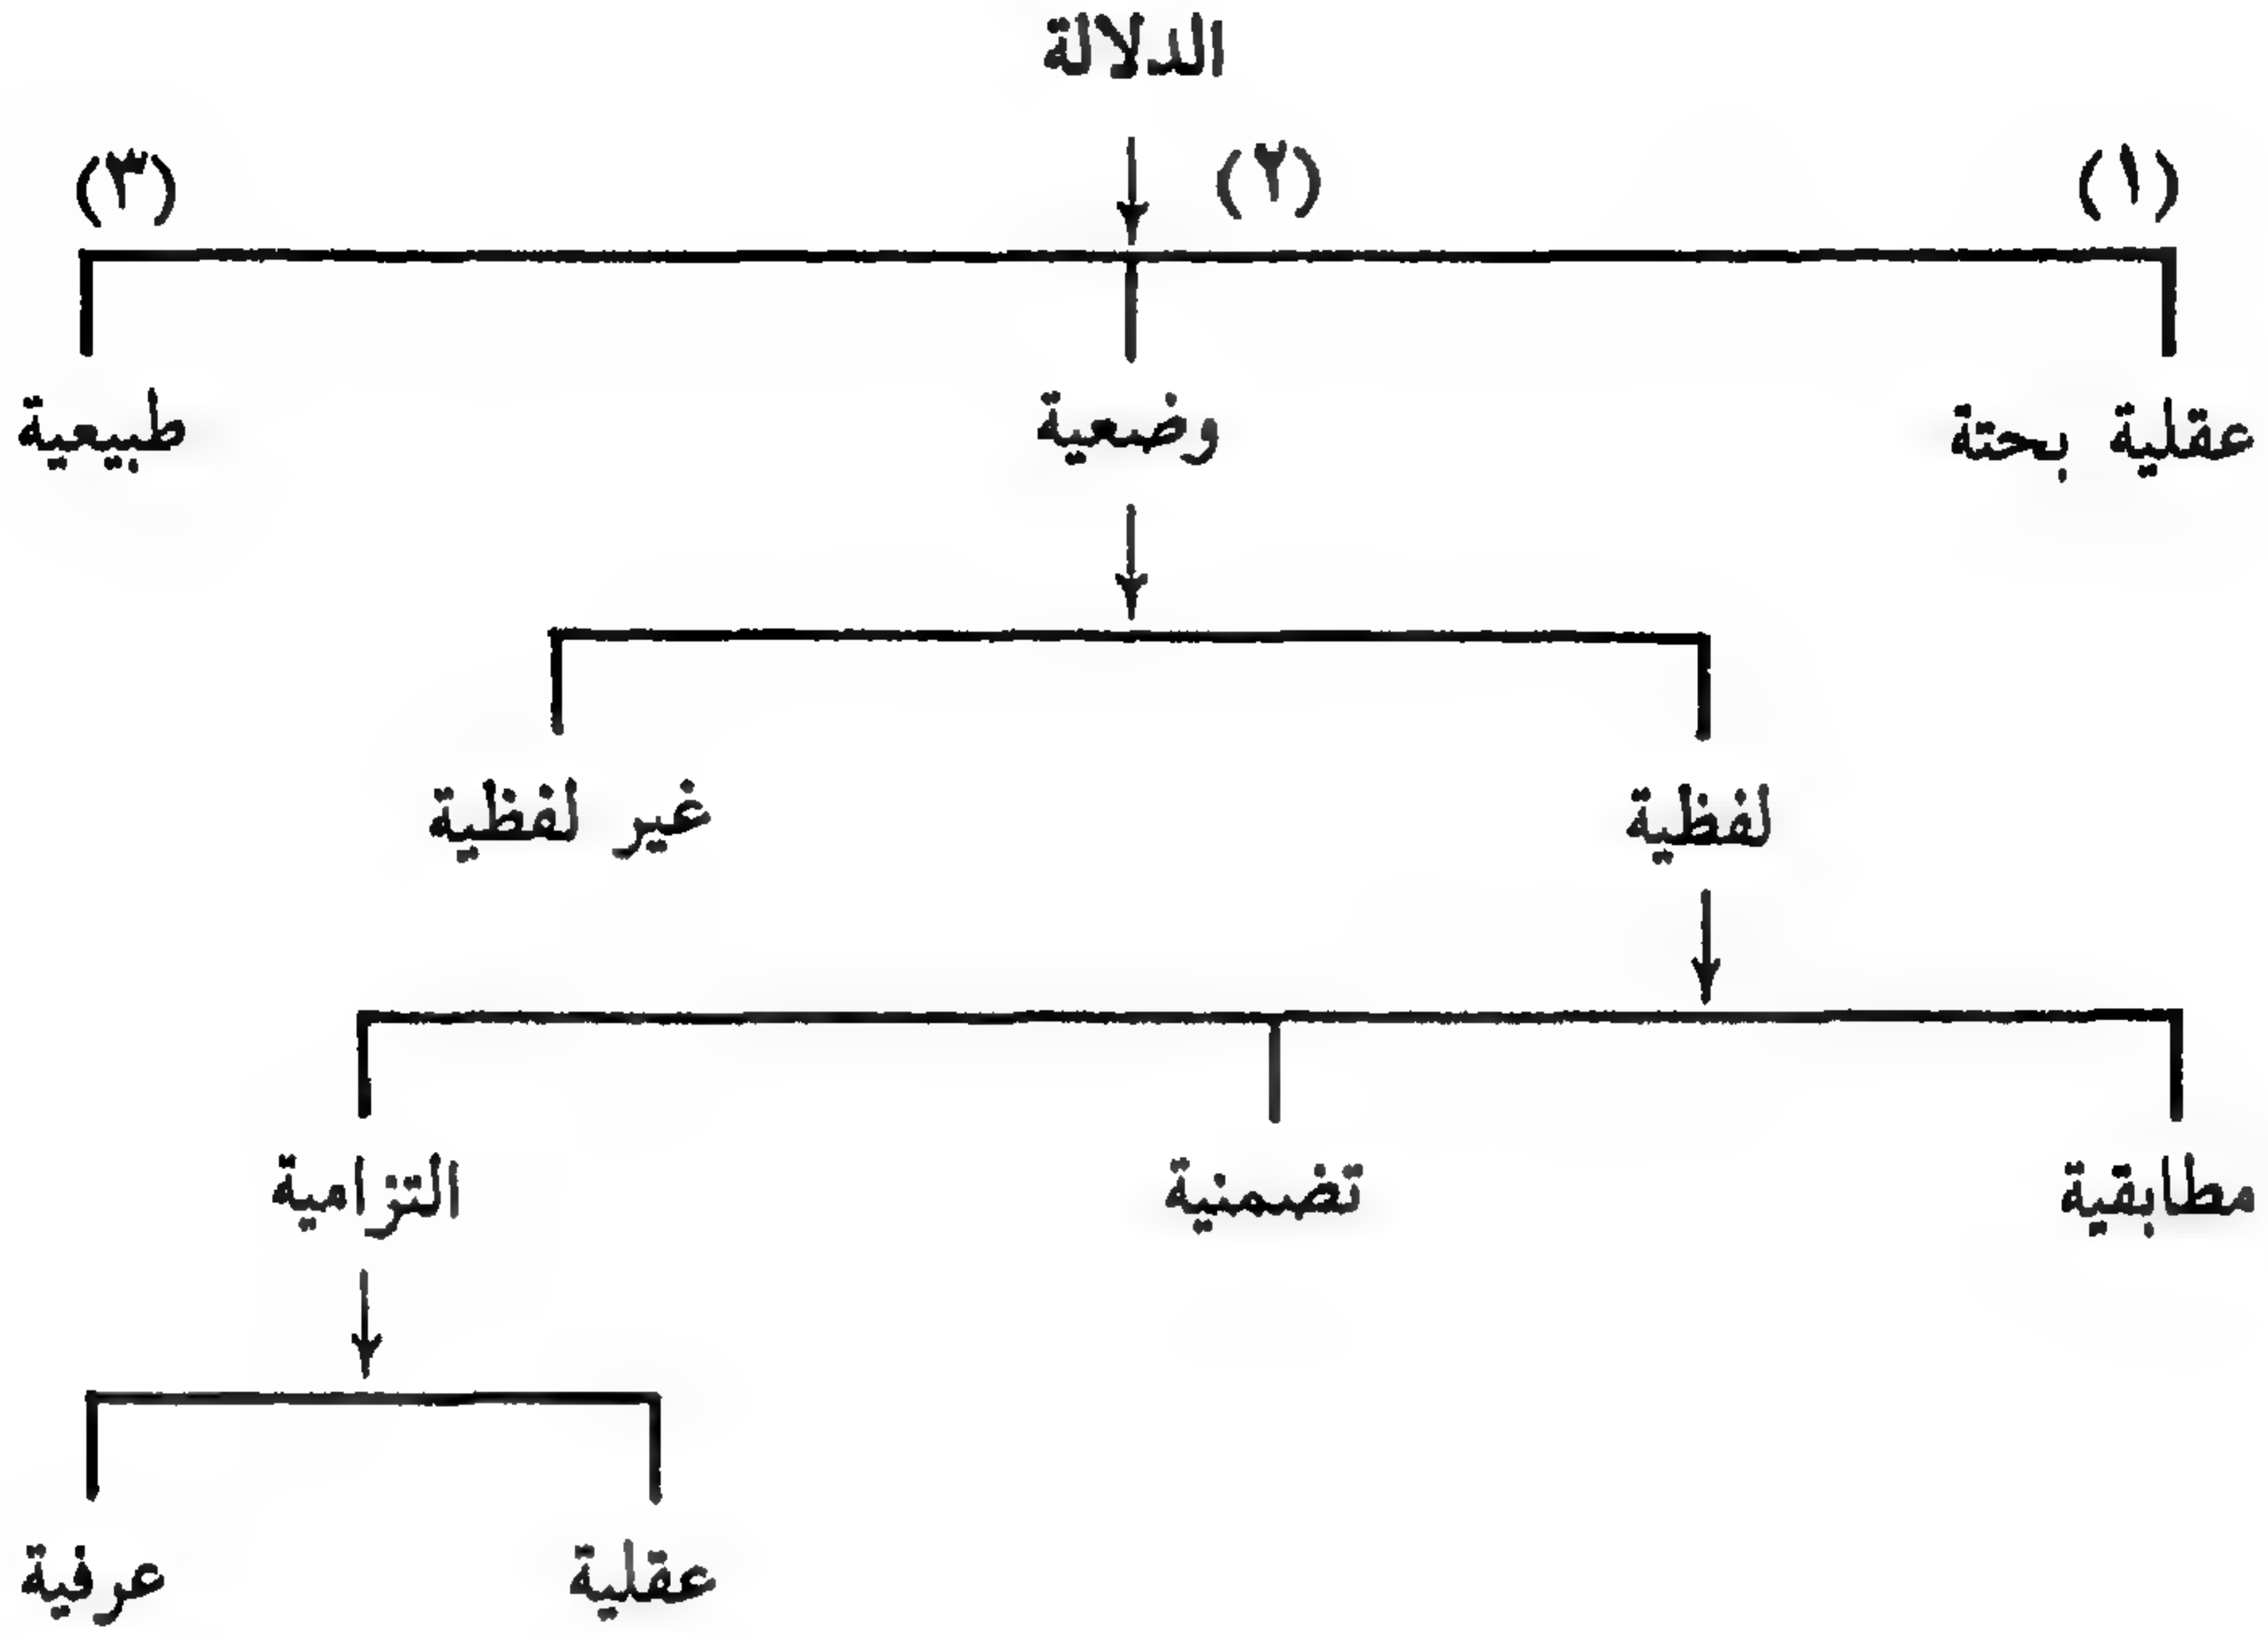 الدلالة
(١) (٢) (٣)
عقلية بحتة وضعية طبيعية
لفظية غير لفظية
مطابقية تضمنية التزامية
عقلية عرفية